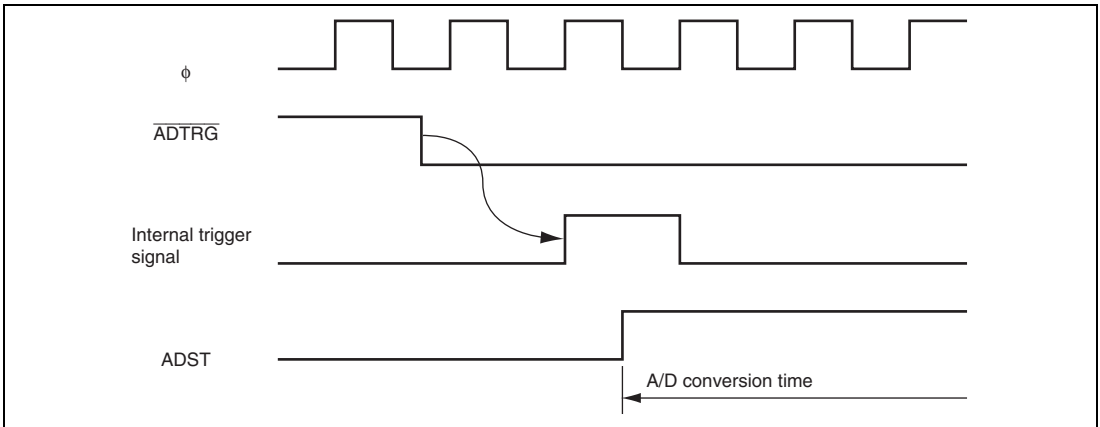 ϕ
ADTRG
Internal trigger
signal
ADST
A/D conversion time